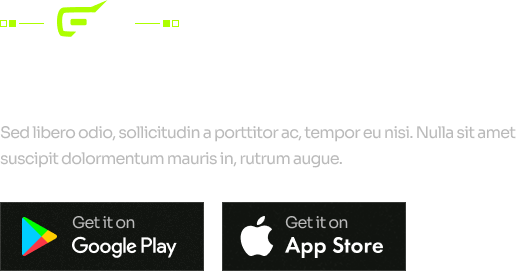 Sed libero odio, sollicitudin a porttitor ac, tempor eu nisi. Nulla sit amet
suscipit dolormentum mauris in, rutrum augue.
Get it on
Google Play
Get it on
App Store